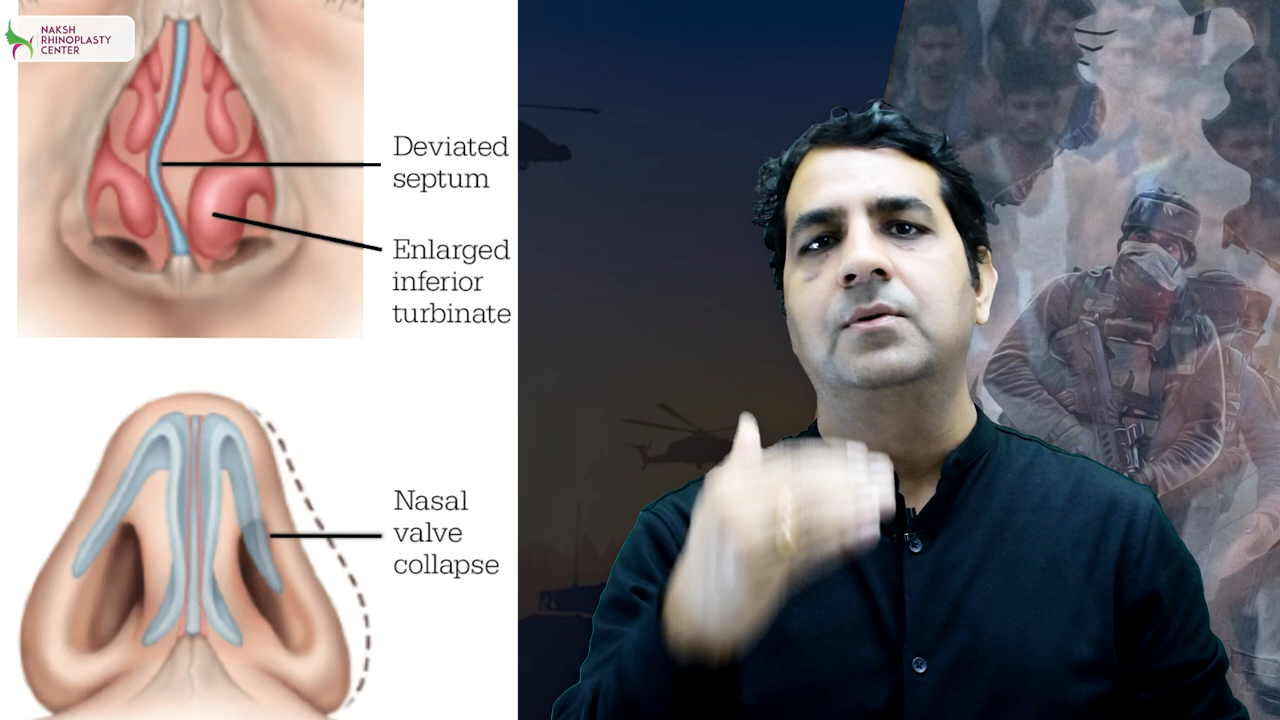 NAKSH
RHINOPLASTY
CENTER
Deviated
septum
Enlarged
inferior
turbinate
Nasal
valve
collapse